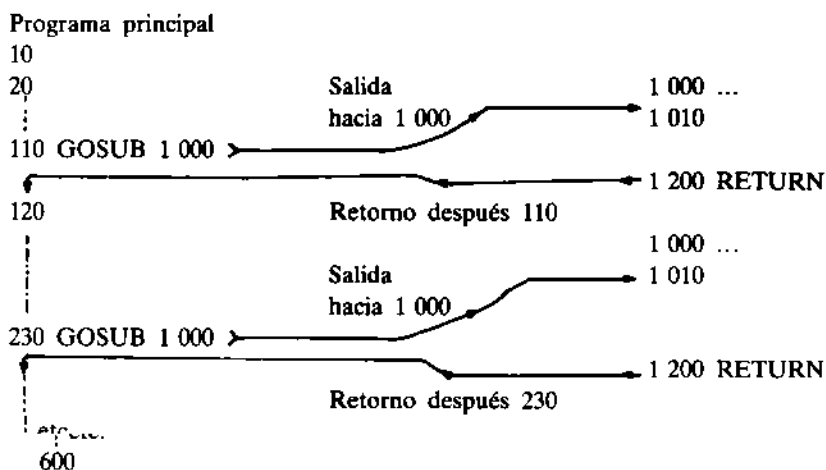 Programa principal
10
20
Salida
hacia 1 000
1 000 ...
1 010
110 GOSUB 1 000
1 200 RETURN
120
Retorno después 110
1 000 ...
Salida
hacia 1 000
1 010
230 GOSUB 1 000
1 200 RETURN
Retorno después 230
600